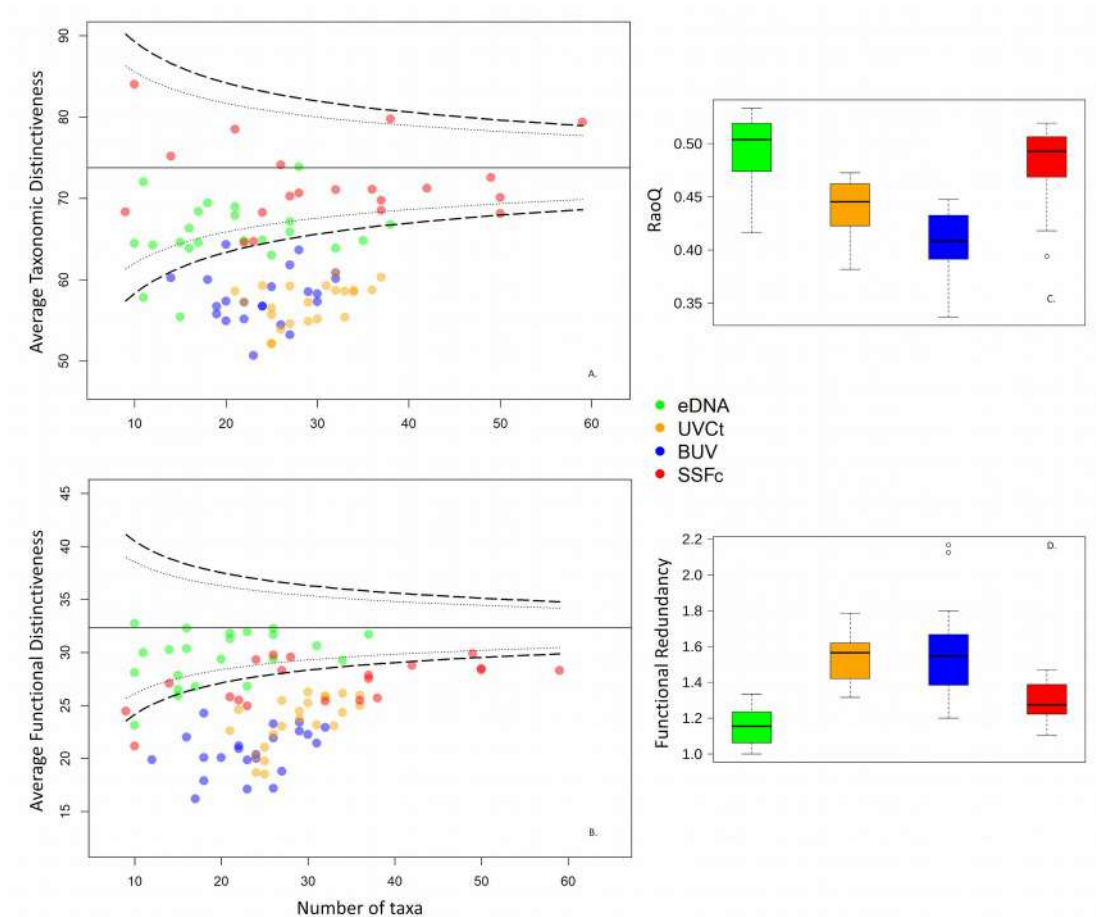 Average Taxonomic Distinctiveness
90
80
70
60
50
10
20
30
40
50
60
A.
RaoQ
0.50
0.45
0.40
0.35
C.
eDNA
UVCt
BUV
SSFc
Average Functional Distinctiveness
45
40
35
30
25
20
15
10
20
30
40
50
60
B.
Number of taxa
Functional Redundancy
2.2
2.0
1.8
1.6
1.4
1.2
1.0
D.